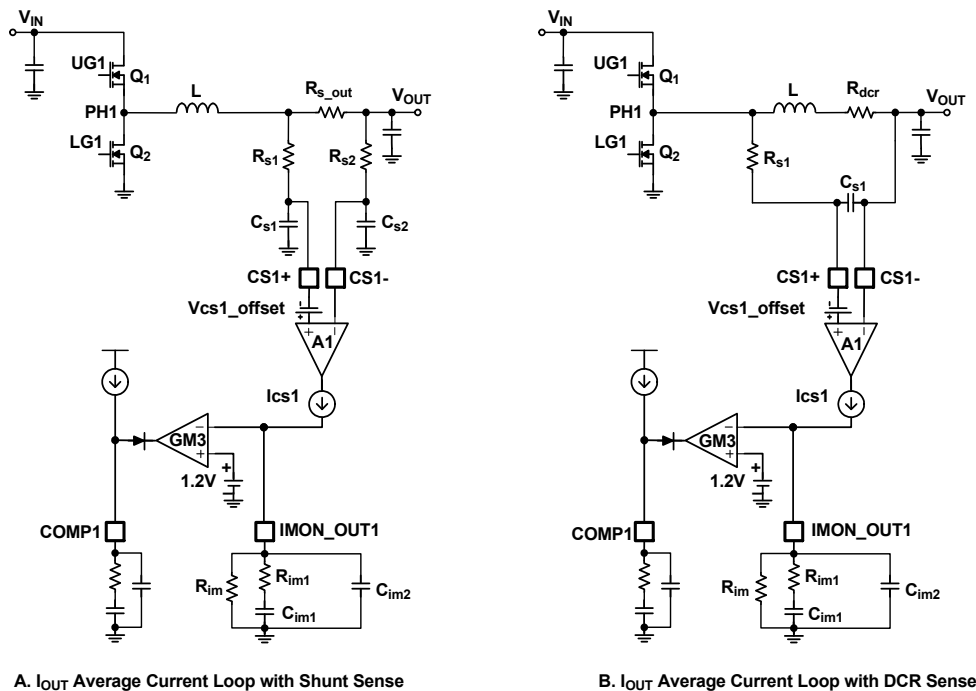 V_IN
UG1
Q1
L
Rs_out
VOUT
PH1
LG1
Q2
Rs1
Rs2
Cs1
Cs2
CS1+
CS1-
Vcs1_offset
+
-
A1
Ics1
GM3
-
+
1.2V
+
COMP1
IMON_OUT1
Rim
Rim1
Cim1
Cim2
A. IOUT Average Current Loop with Shunt Sense
VIN
UG1
Q1
L
Rdcr
VOUT
PH1
LG1
Q2
Rs1
Cs1
CS1+
CS1-
Vcs1_offset
+
-
A1
Ics1
GM3
-
+
1.2V
+
COMP1
IMON_OUT1
Rim
Rim1
Cim1
Cim2
B. IOUT Average Current Loop with DCR Sense